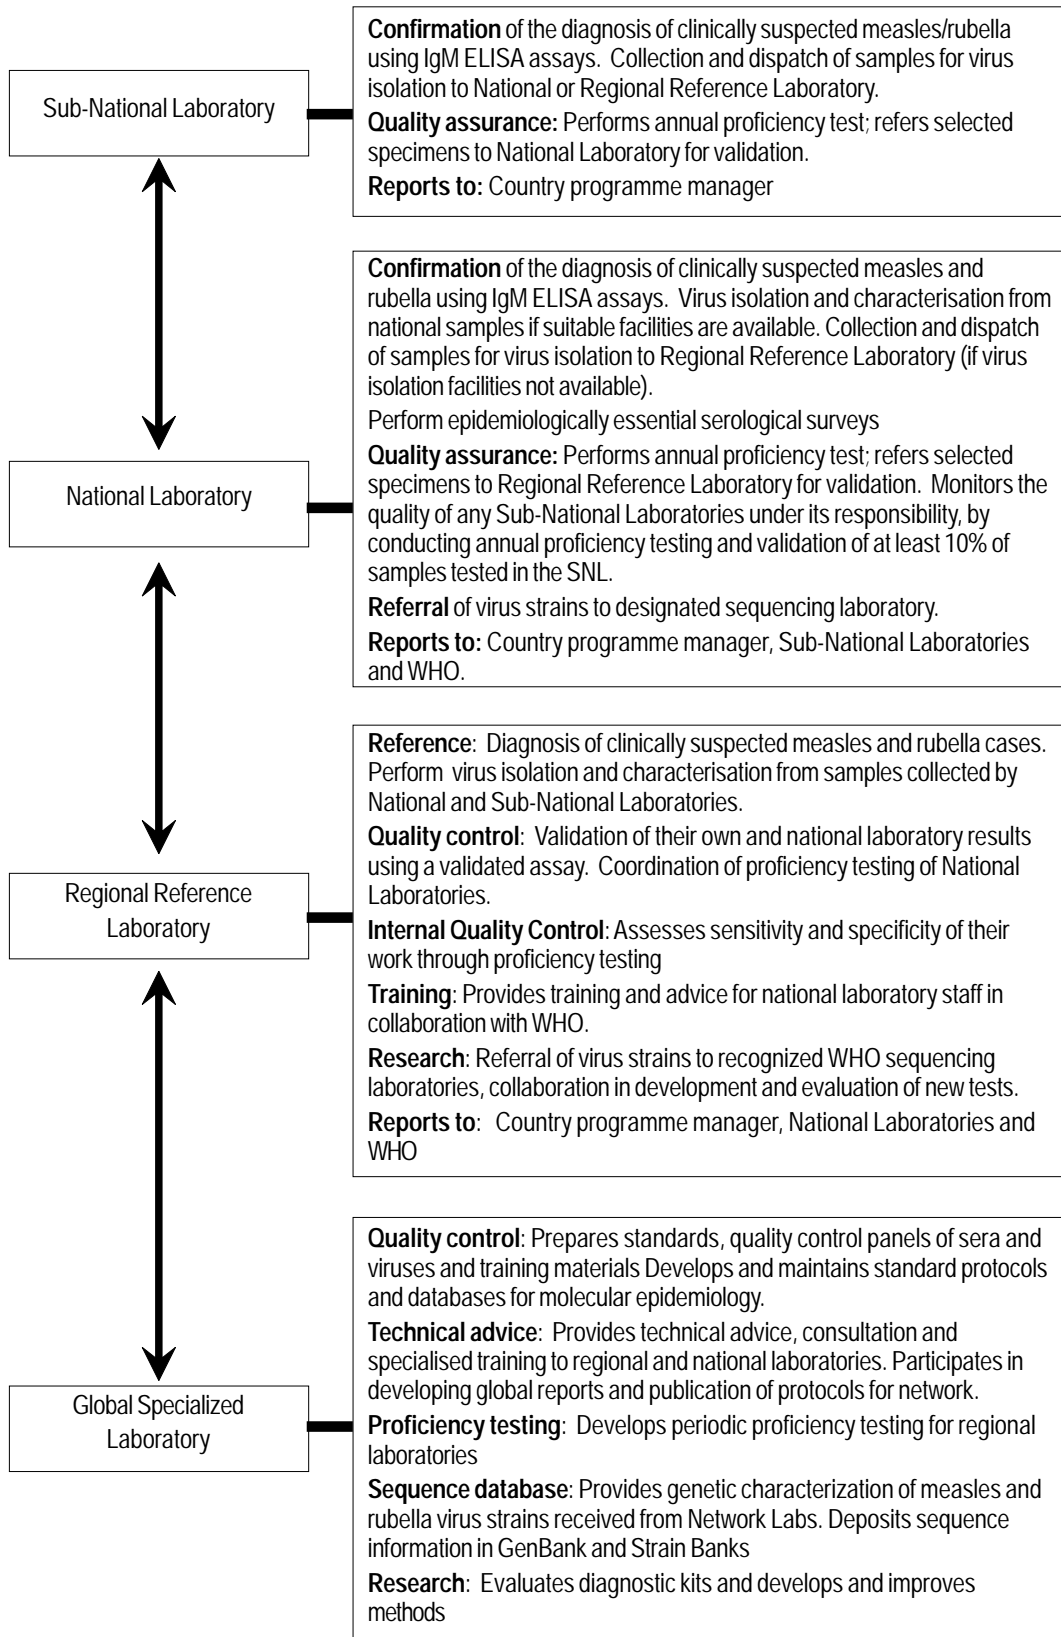 Confirmation of the diagnosis of clinically suspected measles/rubella
using IgM ELISA assays.  Collection and dispatch of samples for virus
isolation to National or Regional Reference Laboratory.
Sub-National Laboratory
Quality assurance: Performs annual proficiency test; refers selected
specimens to National Laboratory for validation.
Reports to: Country programme manager
Confirmation of the diagnosis of clinically suspected measles and
rubella using IgM ELISA assays.  Virus isolation and characterisation from
national samples if suitable facilities are available. Collection and dispatch
of samples for virus isolation to Regional Reference Laboratory (if virus
isolation facilities not available).
Perform epidemiologically essential serological surveys
National Laboratory
Quality assurance: Performs annual proficiency test; refers selected
specimens to Regional Reference Laboratory for validation.  Monitors the
quality of any Sub-National Laboratories under its responsibility, by
conducting annual proficiency testing and validation of at least 10% of
samples tested in the SNL.
Referral of virus strains to designated sequencing laboratory.
Reports to: Country programme manager, Sub-National Laboratories
and WHO.
Reference:  Diagnosis of clinically suspected measles and rubella cases.
Perform  virus isolation and characterisation from samples collected by
National and Sub-National Laboratories.
Quality control:  Validation of their own and national laboratory results
using a validated assay.  Coordination of proficiency testing of National
Laboratories.
Regional Reference
Laboratory
Internal Quality Control: Assesses sensitivity and specificity of their
work through proficiency testing
Training: Provides training and advice for national laboratory staff in
collaboration with WHO.
Research: Referral of virus strains to recognized WHO sequencing
laboratories, collaboration in development and evaluation of new tests.
Reports to:   Country programme manager, National Laboratories and
WHO
Quality control: Prepares standards, quality control panels of sera and
viruses and training materials Develops and maintains standard protocols
and databases for molecular epidemiology.
Technical advice:  Provides technical advice, consultation and
specialised training to regional and national laboratories. Participates in
developing global reports and publication of protocols for network.
Global Specialized
Laboratory
Proficiency testing:  Develops periodic proficiency testing for regional
laboratories
Sequence database: Provides genetic characterization of measles and
rubella virus strains received from Network Labs. Deposits sequence
information in GenBank and Strain Banks
Research:  Evaluates diagnostic kits and develops and improves
methods